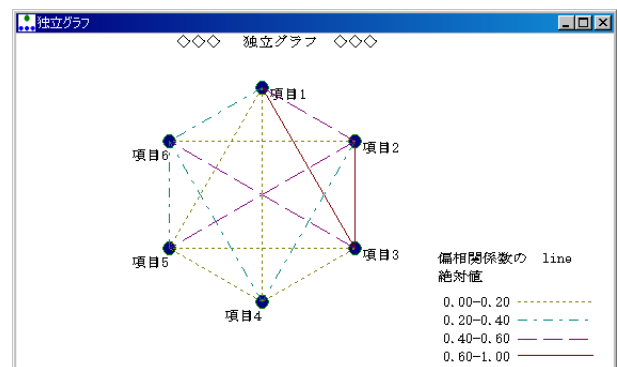 独立グラフ
◇◇◇ 独立グラフ ◇◇◇
項目1
項目2
項目6
項目3
項目5
項目4
偏相関係数の line
絶対値
0.00-0.20
0.20-0.40
0.40-0.60
0.60-1.00